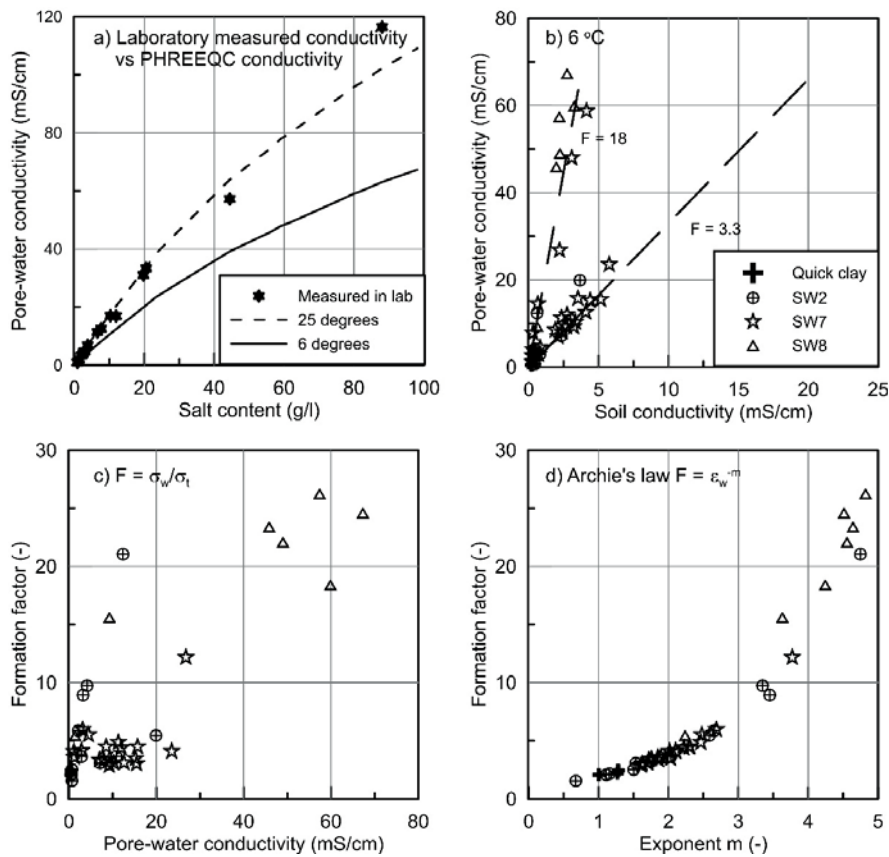 a) Laboratory measured conductivity
vs PHREEQC conductivity
Pore-water conductivity (mS/cm)
120
80
40
0
0 20 40 60 80 100
Salt content (g/l)
Measured in lab
25 degrees
6 degrees
b) 6 °C
Pore-water conductivity (mS/cm)
80
60
40
20
0
0 5 10 15 20 25
Soil conductivity (mS/cm)
F = 18
F = 3.3
Quick clay
SW2
SW7
SW8
c) F = σw/σt
Formation factor (-)
30
20
10
0
0 20 40 60 80
Pore-water conductivity (mS/cm)
d) Archie's law F = εw-m
Formation factor (-)
30
20
10
0
0 1 2 3 4 5
Exponent m (-)